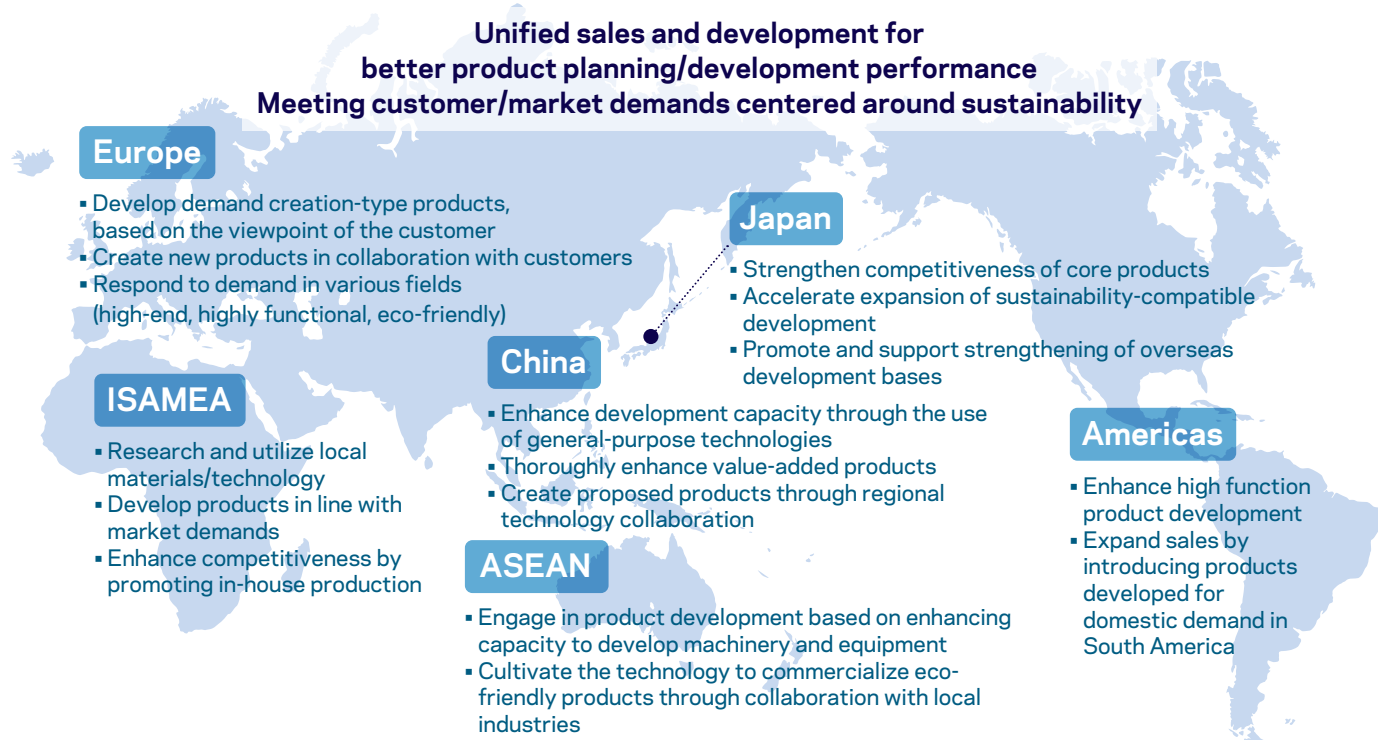 Unified sales and development for
better product planning/development performance
Meeting customer/market demands centered around sustainability
Europe
▪ Develop demand creation-type products,
based on the viewpoint of the customer
▪ Create new products in collaboration with customers
▪ Respond to demand in various fields
(high-end, highly functional, eco-friendly)
Japan
▪ Strengthen competitiveness of core products
▪ Accelerate expansion of sustainability-compatible
development
▪ Promote and support strengthening of overseas
development bases
China
▪ Enhance development capacity through the use
of general-purpose technologies
▪ Thoroughly enhance value-added products
▪ Create proposed products through regional
technology collaboration
ISAMEA
▪ Research and utilize local
materials/technology
▪ Develop products in line with
market demands
▪ Enhance competitiveness by
promoting in-house production
Americas
▪ Enhance high function
product development
▪ Expand sales by
introducing products
developed for
domestic demand in
South America
ASEAN
▪ Engage in product development based on enhancing
capacity to develop machinery and equipment
▪ Cultivate the technology to commercialize eco-
friendly products through collaboration with local
industries